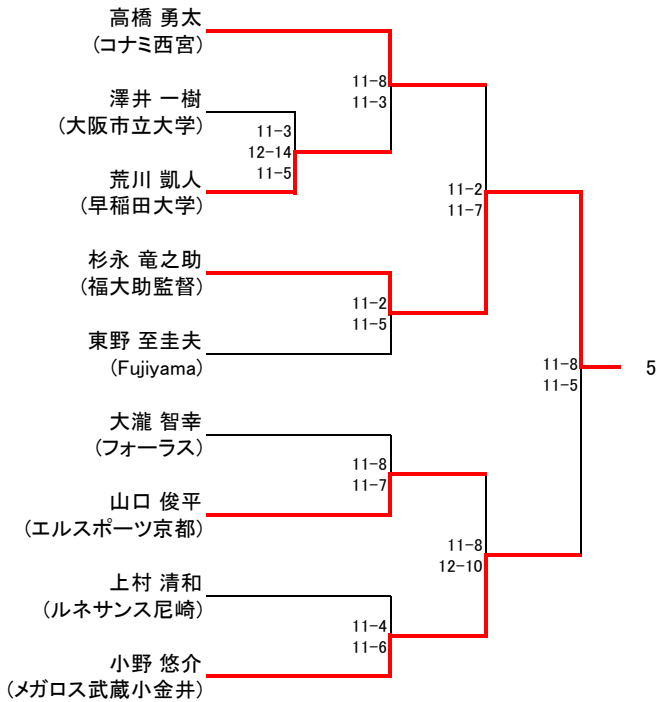 高橋 勇太
(コナミ西宮)
11-8
11-3
澤井 一樹
(大阪市立大学)
11-3
12-14
11-5
荒川 凱人
(早稲田大学)
11-2
11-7
杉永 竜之助
(福大助監督)
11-2
11-5
東野 至圭夫
(Fujiyama)
11-8
11-5
5
大瀧 智幸
(フォーラス)
11-8
11-7
山口 俊平
(エルスポーツ京都)
11-8
12-10
上村 清和
(ルネサンス尼崎)
11-4
11-6
小野 悠介
(メガロス武蔵小金井)